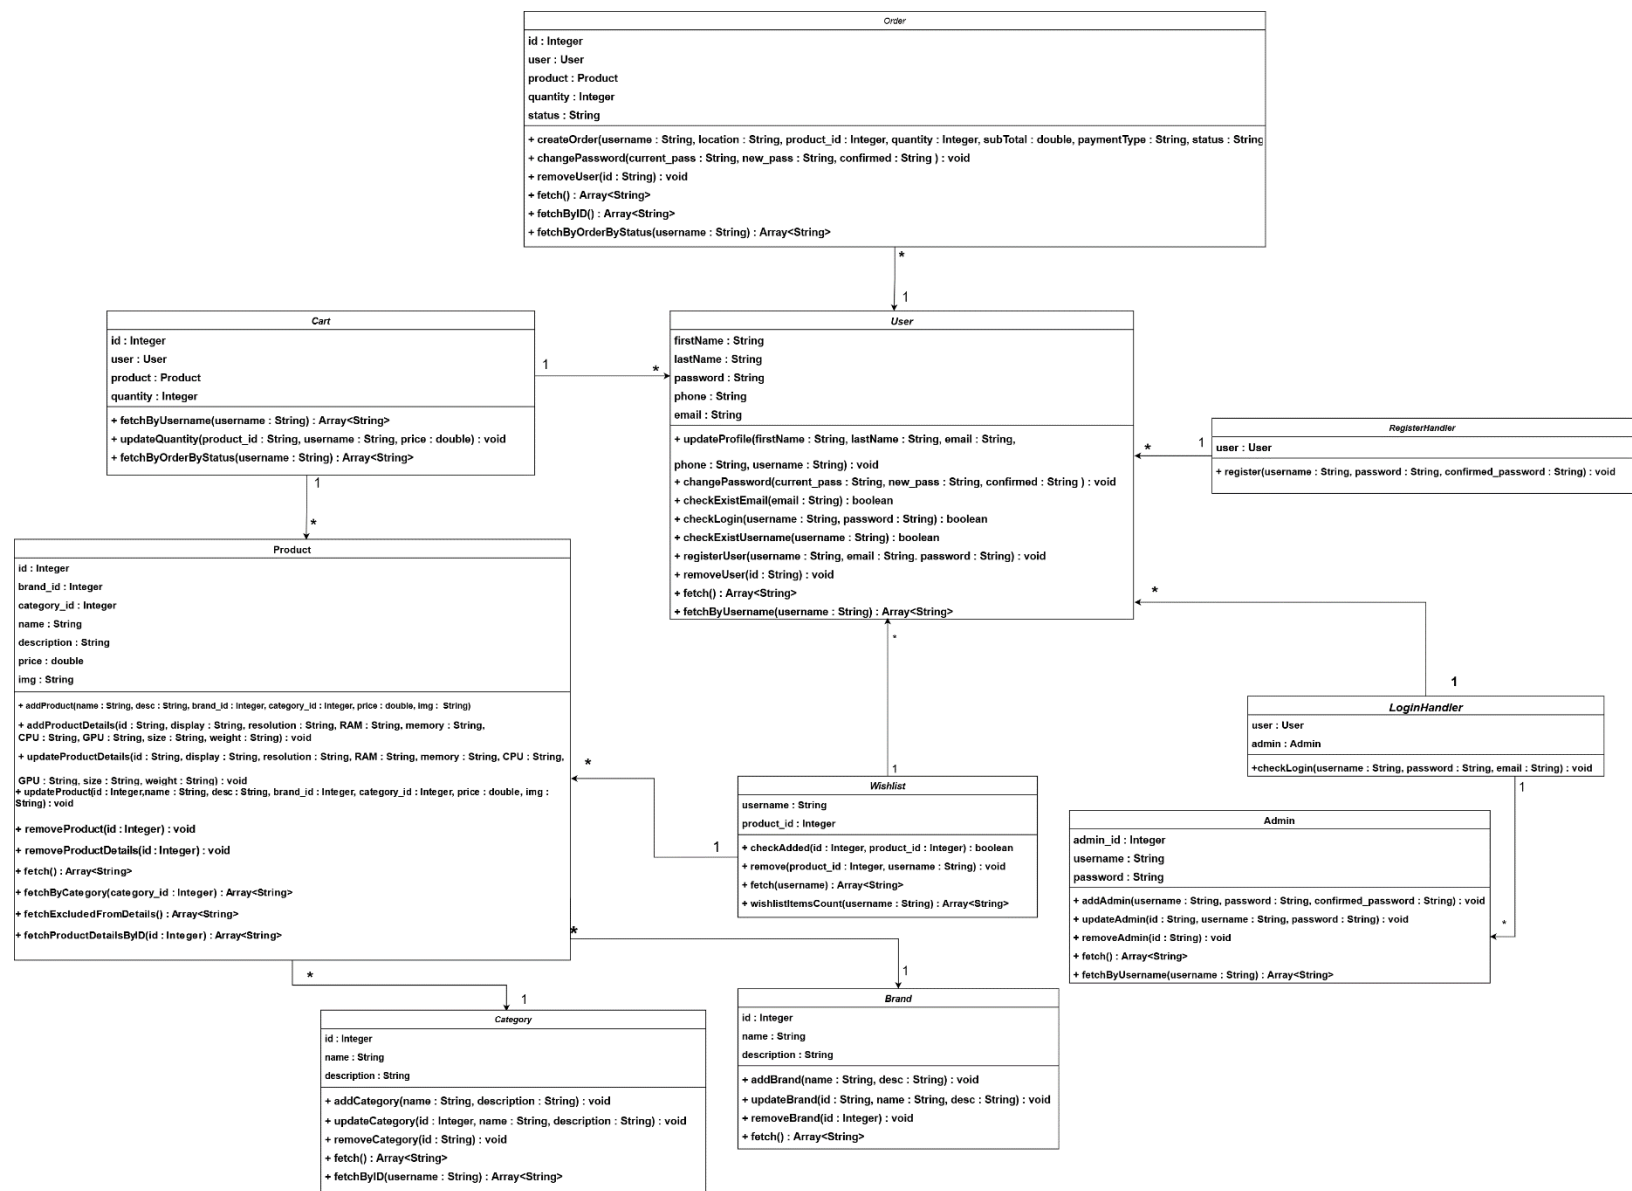 Order
id : Integer
user : User
product : Product
quantity : Integer
status : String
+ createOrder(username : String, location : String, product_id : Integer, quantity : Integer, subTotal : double, paymentType : String, status : String
+ changePassword(current_pass : String, new_pass : String, confirmed : String ) : void
+ removeUser(id : String) : void
+ fetch() : Array<String>
+ fetchByID() : Array<String>
+ fetchByOrderByStatus(username : String) : Array<String>
*
1
Cart
id : Integer
user : User
product : Product
quantity : Integer
+ fetchByUsername(username : String) : Array<String>
+ updateQuantity(product_id : String, username : String, price : double) : void
+ fetchByOrderByStatus(username : String) : Array<String>
1
*
1
*
User
firstName : String
lastName : String
password : String
phone : String
email : String
+ updateProfile(firstName : String, lastName : String, email : String,
phone : String, username : String) : void
+ changePassword(current_pass : String, new_pass : String, confirmed : String ) : void
+ checkExistEmail(email : String) : boolean
+ checkLogin(username : String, password : String) : boolean
+ checkExistUsername(username : String) : boolean
+ registerUser(username : String, email : String. password : String) : void
+ removeUser(id : String) : void
+ fetch() : Array<String>
+ fetchByUsername(username : String) : Array<String>
*
1
RegisterHandler
user : User
+ register(username : String, password : String, confirmed_password : String) : void
Product
id : Integer
brand_id : Integer
category_id : Integer
name : String
description : String
price : double
img : String
+ addProduct(name : String, desc : String, brand_id : Integer, category_id : Integer, price : double, img : String)
+ addProductDetails(id : String, display : String, resolution : String, RAM : String, memory : String,
CPU : String, GPU : String, size : String, weight : String) : void
+ updateProductDetails(id : String, display : String, resolution : String, RAM : String, memory : String, CPU : String,
GPU : String, size : String, weight : String) : void
+ updateProduct(id : Integer,name : String, desc : String, brand_id : Integer, category_id : Integer, price : double, img :
String) : void
+ removeProduct(id : Integer) : void
+ removeProductDetails(id : Integer) : void
+ fetch() : Array<String>
+ fetchByCategory(category_id : Integer) : Array<String>
+ fetchExcludedFromDetails() : Array<String>
+ fetchProductDetailsByID(id : Integer) : Array<String>
*
*
1
1
Wishlist
username : String
product_id : Integer
+ checkAdded(id : Integer, product_id : Integer) : boolean
+ remove(product_id : Integer, username : String) : void
+ fetch(username) : Array<String>
+ wishlistItemsCount(username : String) : Array<String>
*
1
LoginHandler
user : User
admin : Admin
+checkLogin(username : String, password : String, email : String) : void
1
*
Admin
admin_id : Integer
username : String
password : String
+ addAdmin(username : String, password : String, confirmed_password : String) : void
+ updateAdmin(id : String, username : String, password : String) : void
+ removeAdmin(id : String) : void
+ fetch() : Array<String>
+ fetchByUsername(username : String) : Array<String>
*
1
*
1
Category
id : Integer
name : String
description : String
+ addCategory(name : String, description : String) : void
+ updateCategory(id : Integer, name : String, description : String) : void
+ removeCategory(id : String) : void
+ fetch() : Array<String>
+ fetchByID(username : String) : Array<String>
Brand
id : Integer
name : String
description : String
+ addBrand(name : String, desc : String) : void
+ updateBrand(id : String, name : String, desc : String) : void
+ removeBrand(id : Integer) : void
+ fetch() : Array<String>